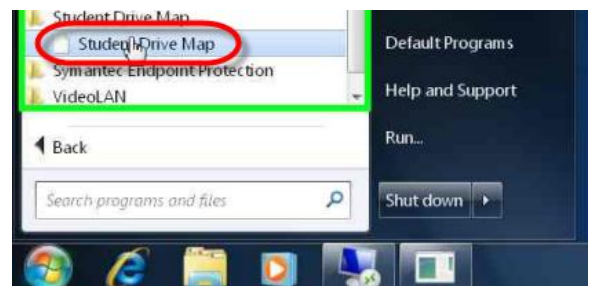 Student Drive Map
Student Drive Map
Symantec Endpoint Protection
VideoLAN
Back
Search programs and files
Default Programs
Help and Support
Run...
Shut down